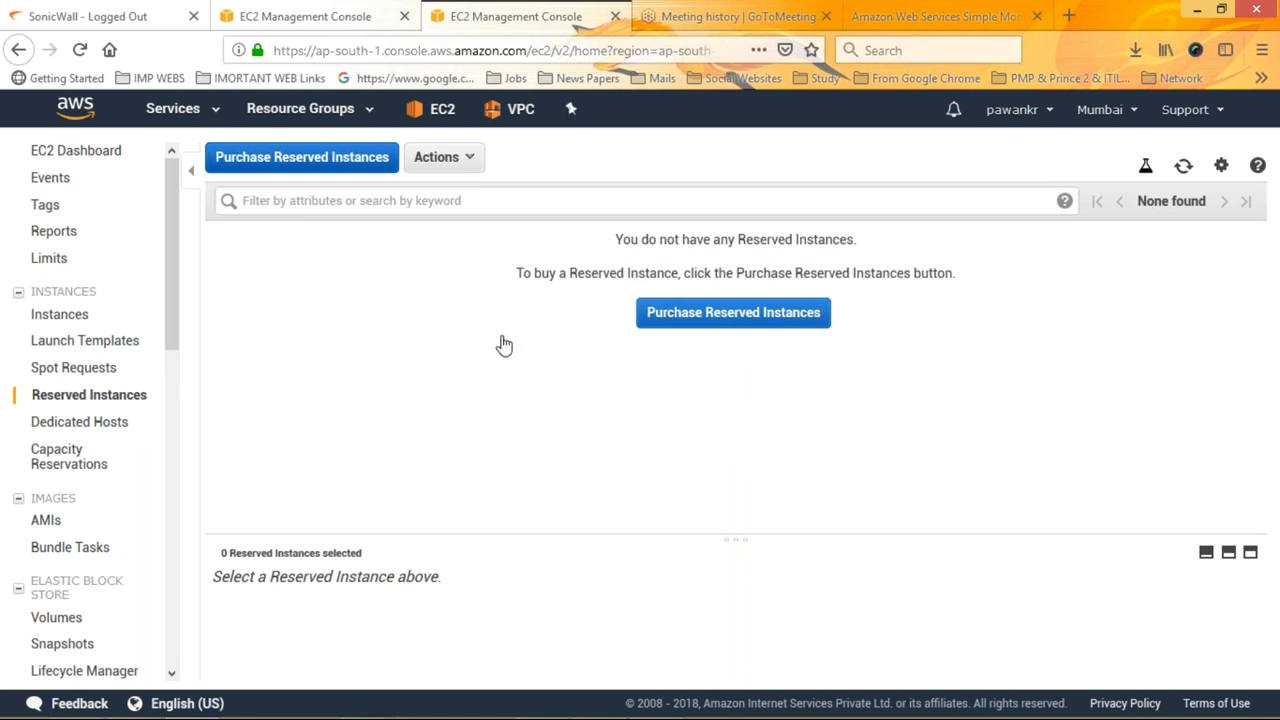 SonicWall - Logged Out
EC2 Management Console
EC2 Management Console
Meeting history | GoToMeeting
Amazon Web Services Simple Mon
https://ap-south-1.console.aws.amazon.com/ec2/v2/home?region=ap-south-
Search
Getting Started
IMP WEBS
IMORTANT WEB Links
https://www.google.c...
Jobs
News Papers
Mails
Social Websites
Study
From Google Chrome
PMP & Prince 2 & ITIL...
Network
aws
Services
Resource Groups
EC2
VPC
pawankr
Mumbai
Support
EC2 Dashboard
Events
Tags
Reports
Limits
INSTANCES
Instances
Launch Templates
Spot Requests
Reserved Instances
Dedicated Hosts
Capacity
Reservations
IMAGES
AMIs
Bundle Tasks
ELASTIC BLOCK
STORE
Volumes
Snapshots
Lifecycle Manager
Purchase Reserved Instances
Actions
Filter by attributes or search by keyword
None found
You do not have any Reserved Instances.
To buy a Reserved Instance, click the Purchase Reserved Instances button.
Purchase Reserved Instances
0 Reserved Instances selected
Select a Reserved Instance above.
Feedback
English (US)
© 2008 - 2018, Amazon Internet Services Private Ltd. or its affiliates. All rights reserved.
Privacy Policy
Terms of Use